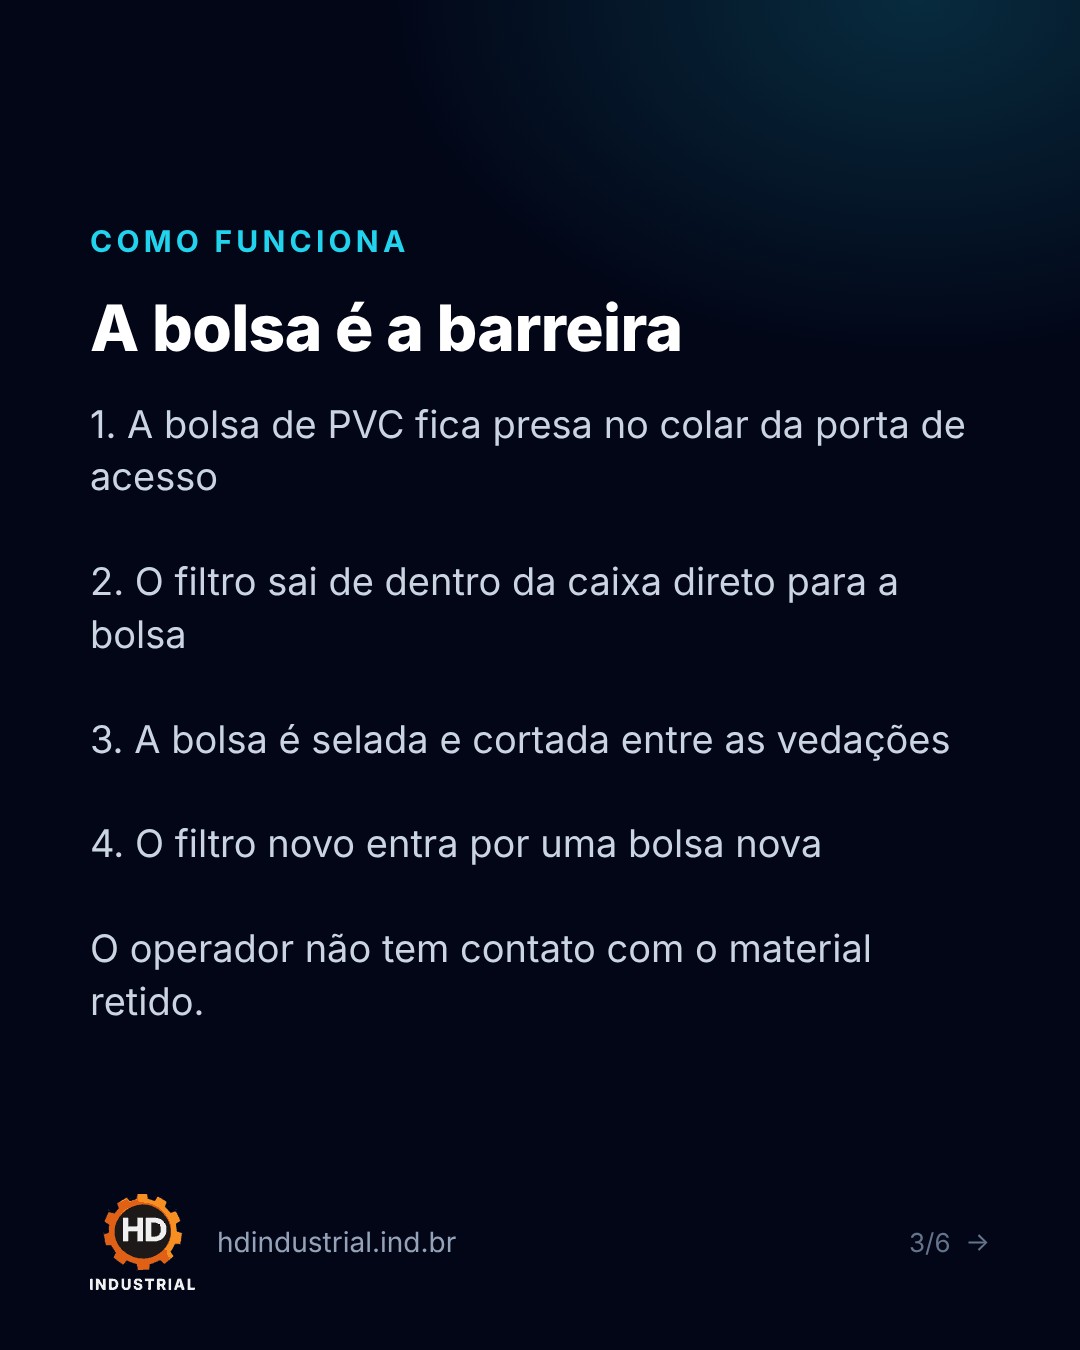 COMO FUNCIONA
A bolsa é a barreira
1. A bolsa de PVC fica presa no colar da porta de
acesso
2. O filtro sai de dentro da caixa direto para a
bolsa
3. A bolsa é selada e cortada entre as vedações
4. O filtro novo entra por uma bolsa nova
O operador não tem contato com o material
retido.
HD
INDUSTRIAL
hdindustrial.ind.br
3/6 →